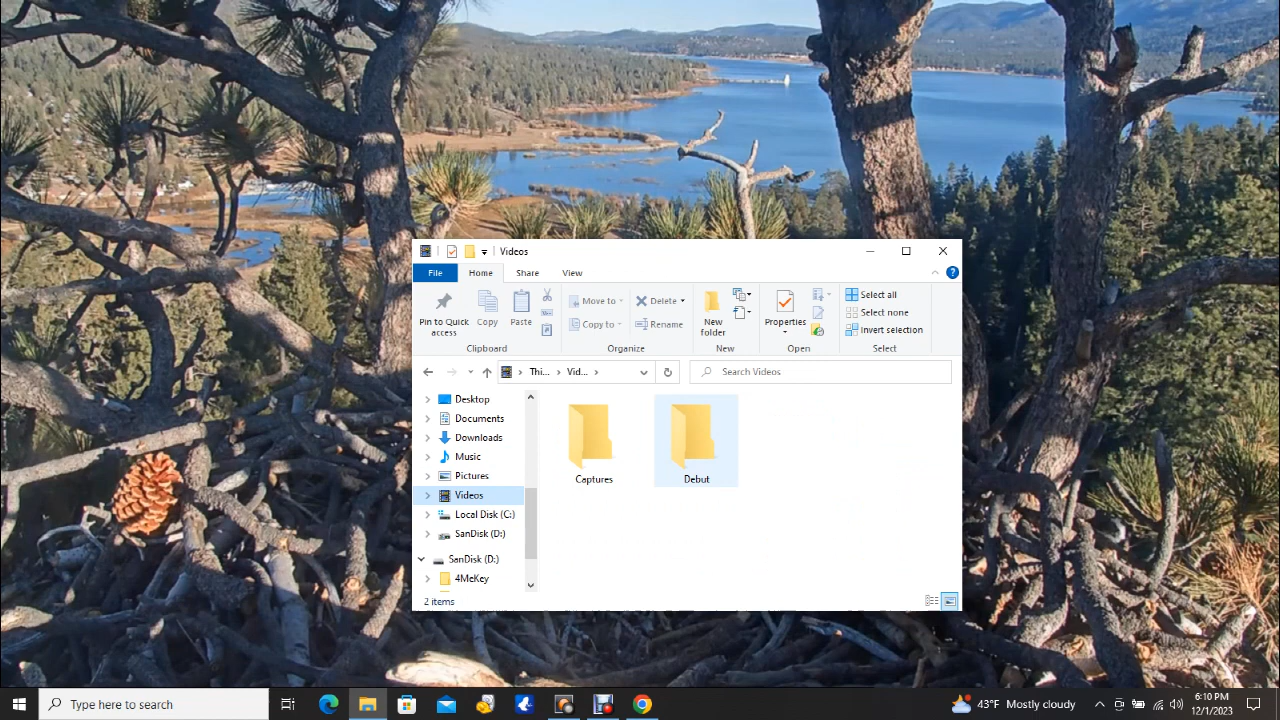 Videos
File Home Share View
Pin to Quick access
Copy
Paste
Clipboard
Move to
Copy to
Delete
Rename
Organize
New folder
New
Properties
Open
Select all
Select none
Invert selection
Select
Thi... Vid...
Search Videos
Desktop
Documents
Downloads
Music
Pictures
Videos
Local Disk (C:)
SanDisk (D:)
SanDisk (D:)
4MeKey
Captures
Debut
2 items
Type here to search
43°F Mostly cloudy
6:10 PM
12/1/2023